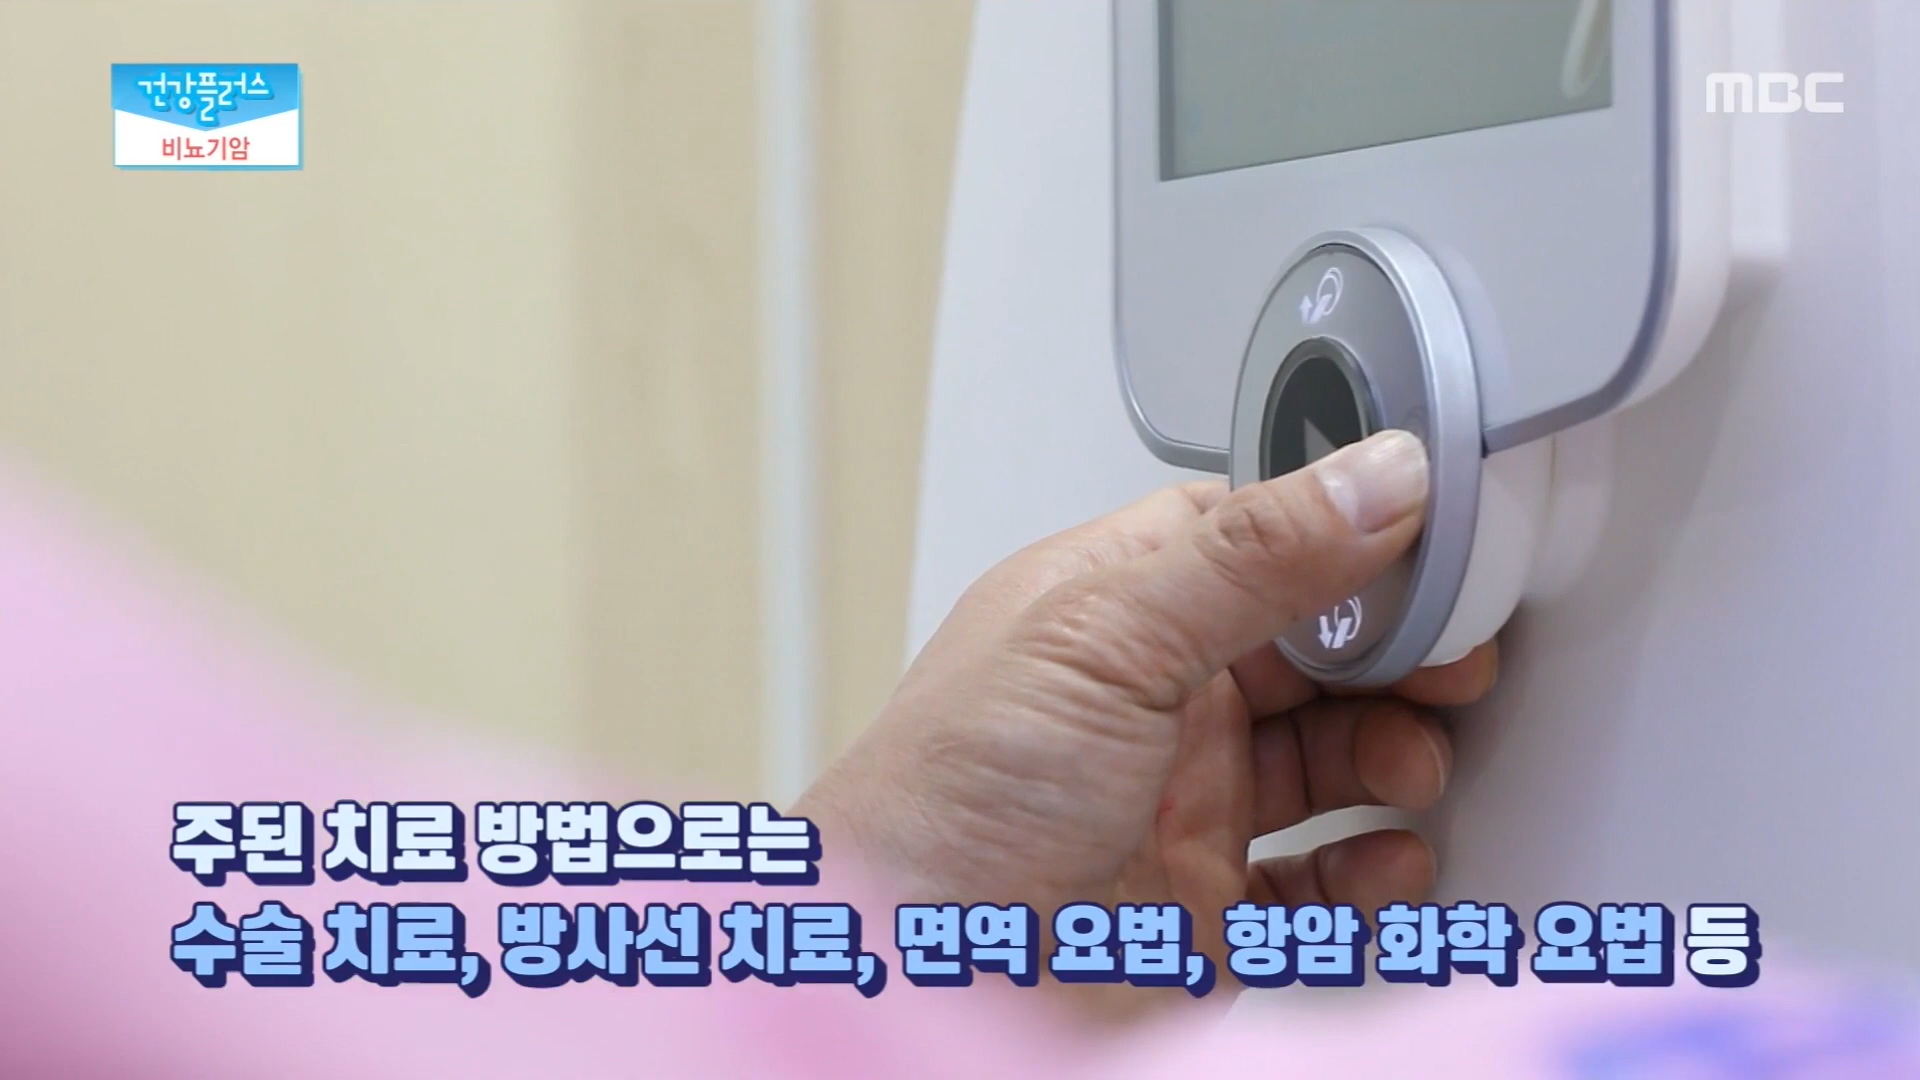 건강플러스
비뇨기암
MBC
주된 치료 방법으로는
수술 치료, 방사선 치료, 면역 요법, 항암 화학 요법 등